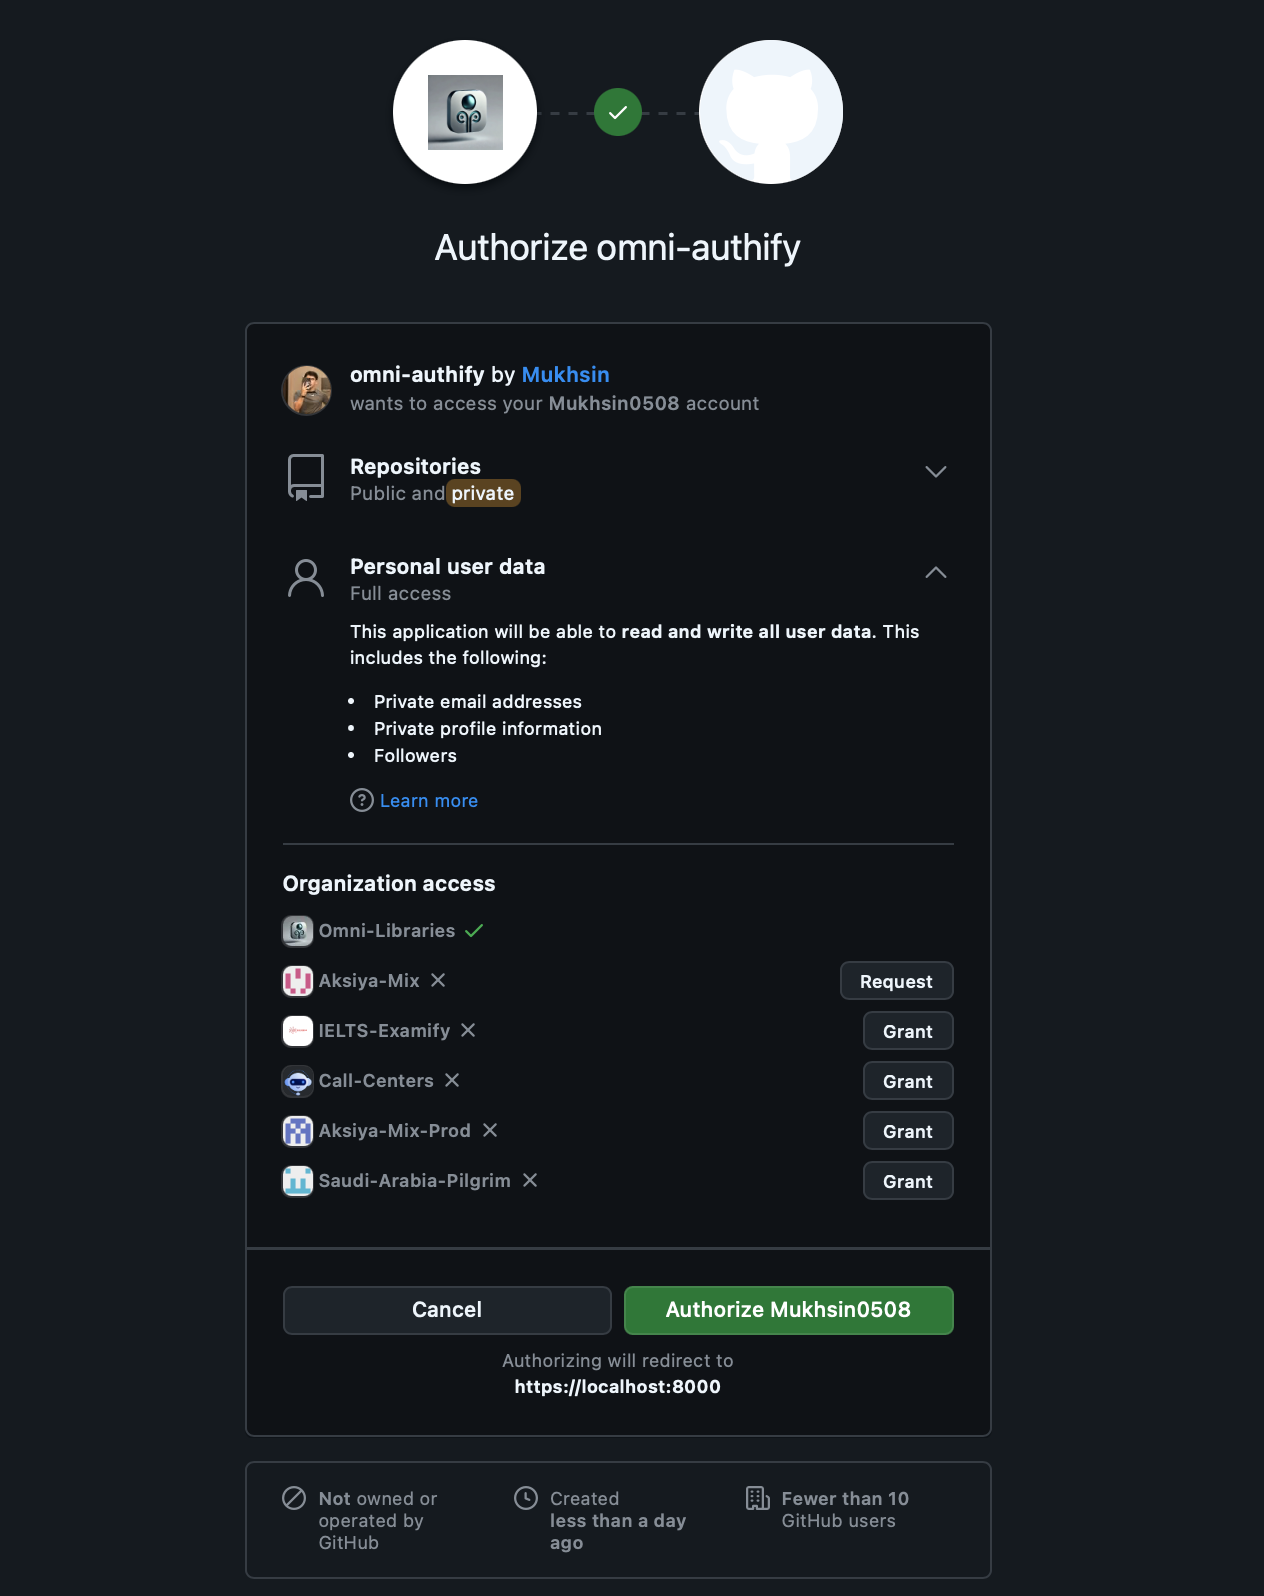 Authorize omni-authify
omni-authify by Mukhsin
wants to access your Mukhsin0508 account
Repositories
Public and private
Personal user data
Full access
This application will be able to read and write all user data. This
includes the following:
• Private email addresses
• Private profile information
• Followers
Learn more
Organization access
Omni-Libraries
Aksiya-Mix
Request
IELTS-Examify
Grant
Call-Centers
Grant
Aksiya-Mix-Prod
Grant
Saudi-Arabia-Pilgrim
Grant
Cancel
Authorize Mukhsin0508
Authorizing will redirect to
https://localhost:8000
Not owned or
operated by
GitHub
Created
less than a day
ago
Fewer than 10
GitHub users